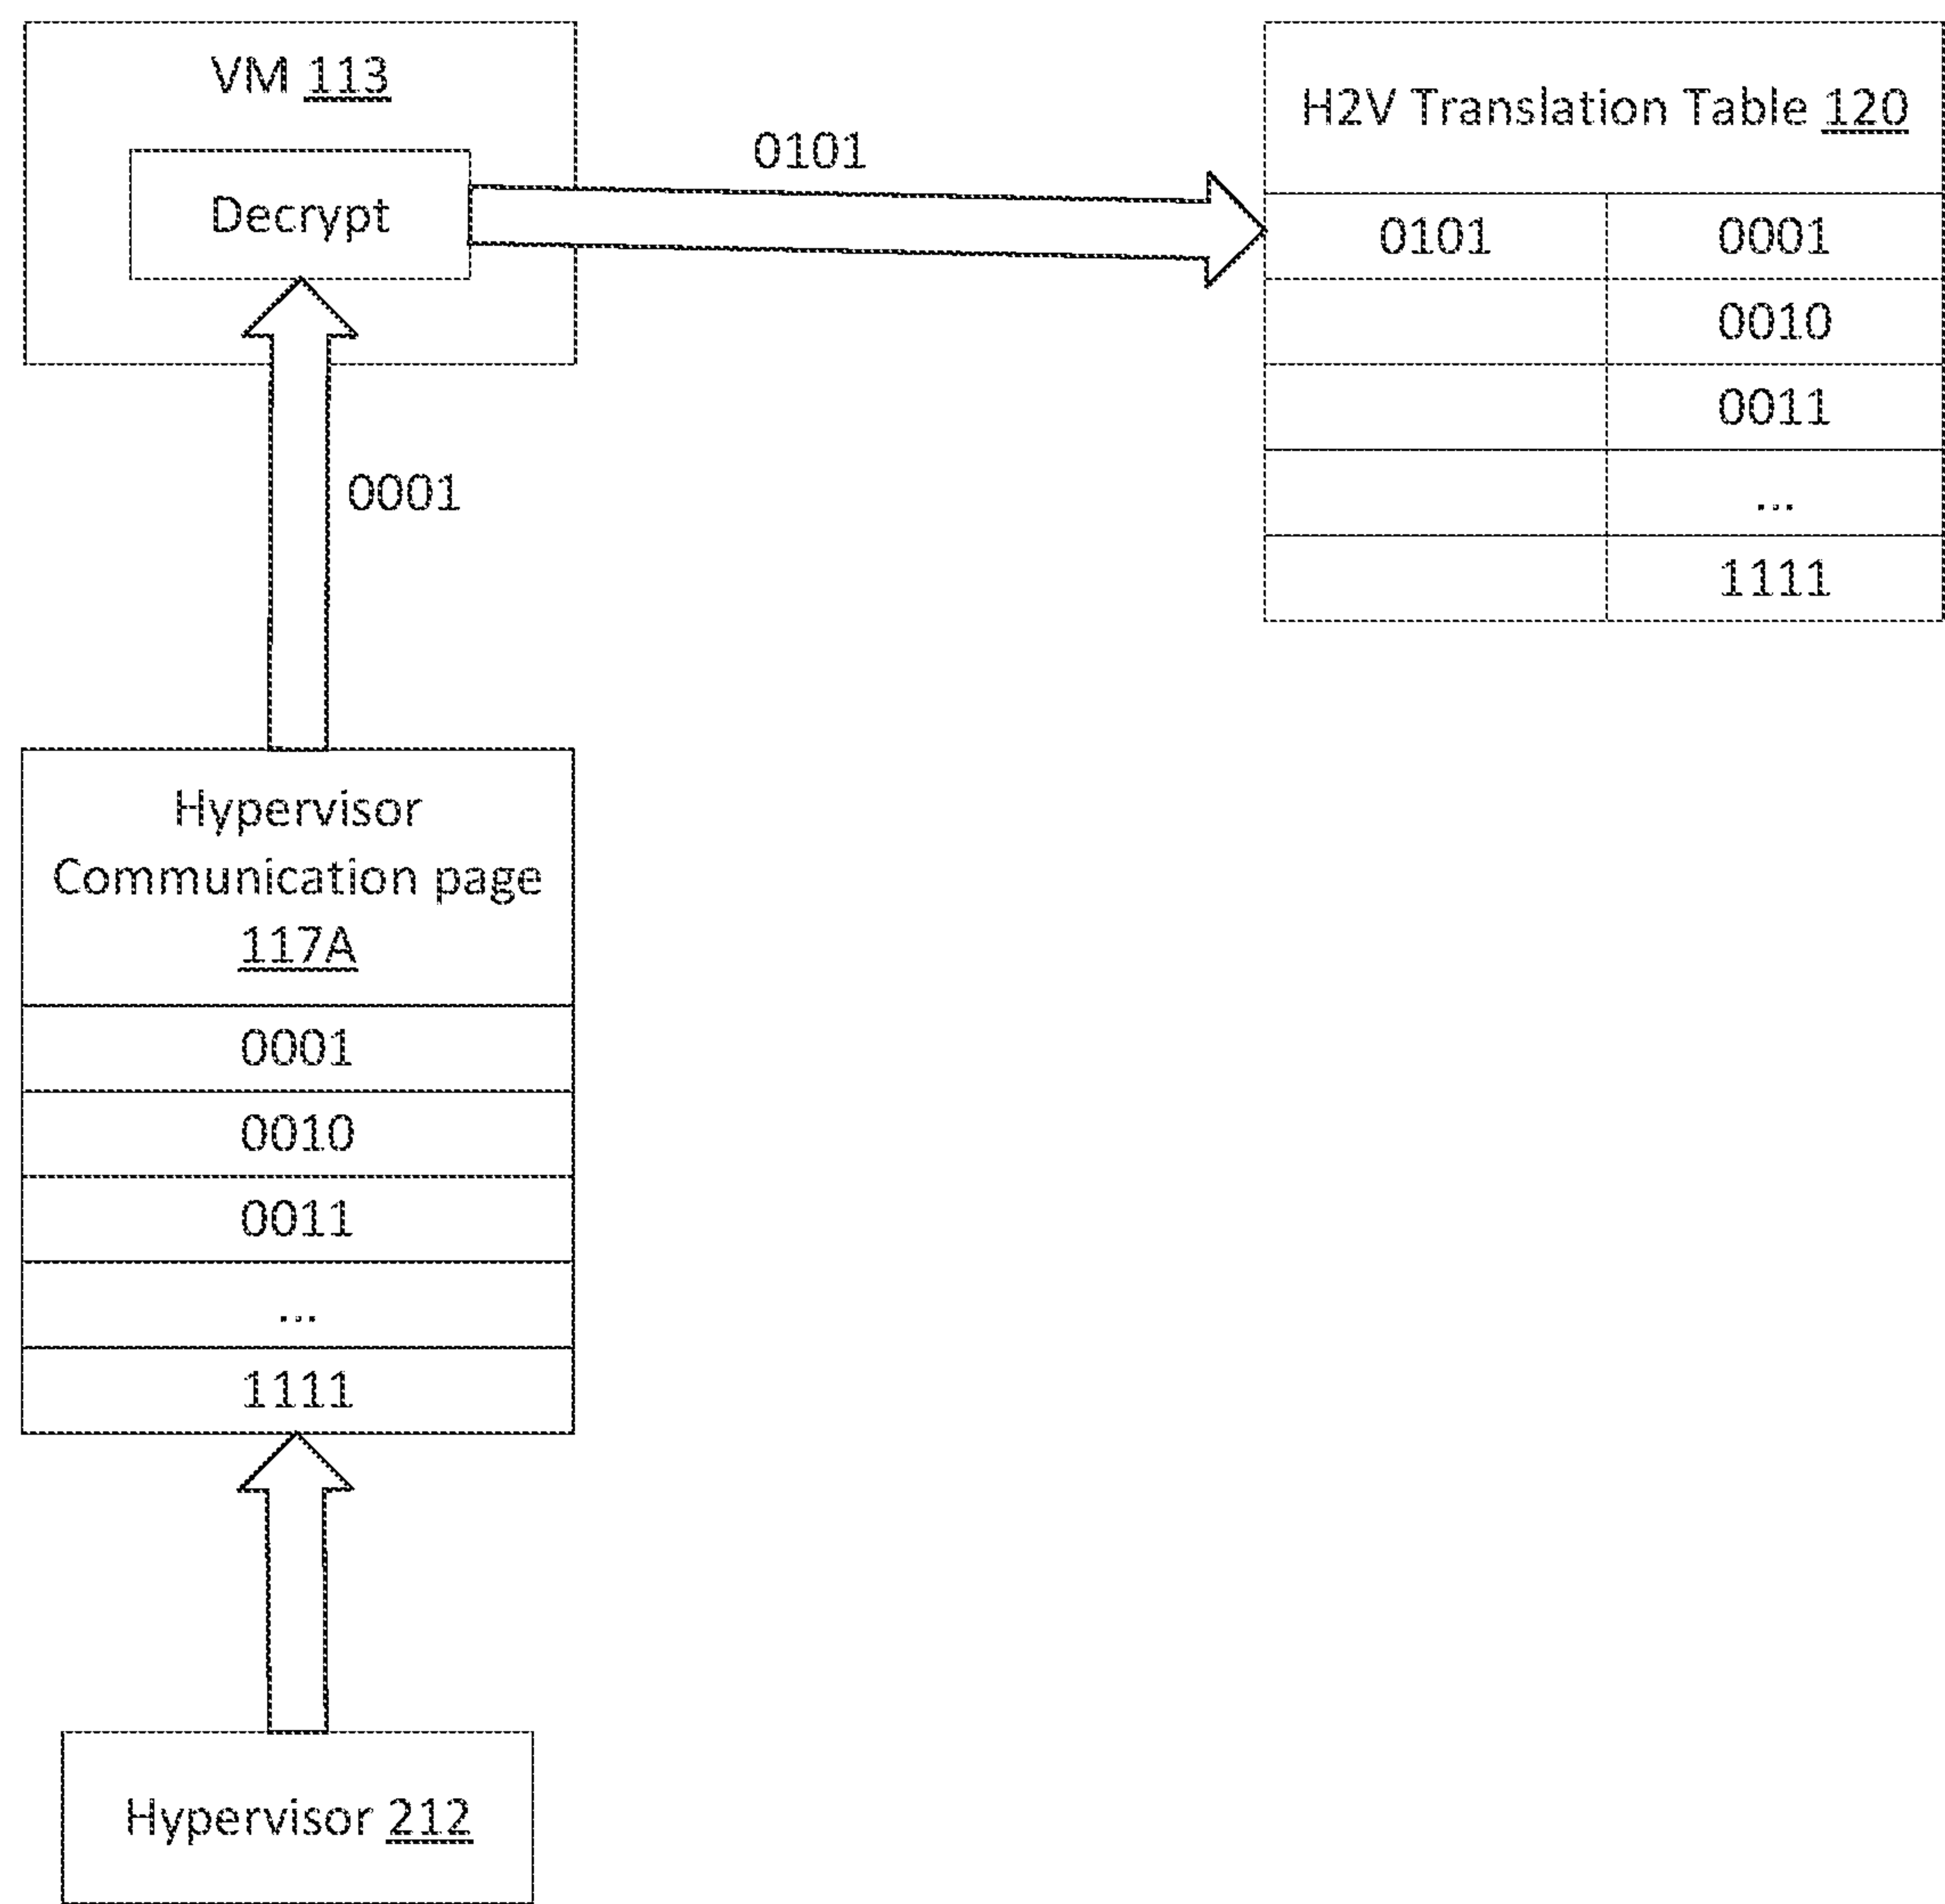 VM 113
Decrypt
0101
H2V Translation Table 120
0101 0001
0010
0011
...
1111
0001
Hypervisor
Communication page
117A
0001
0010
0011
...
1111
Hypervisor 212